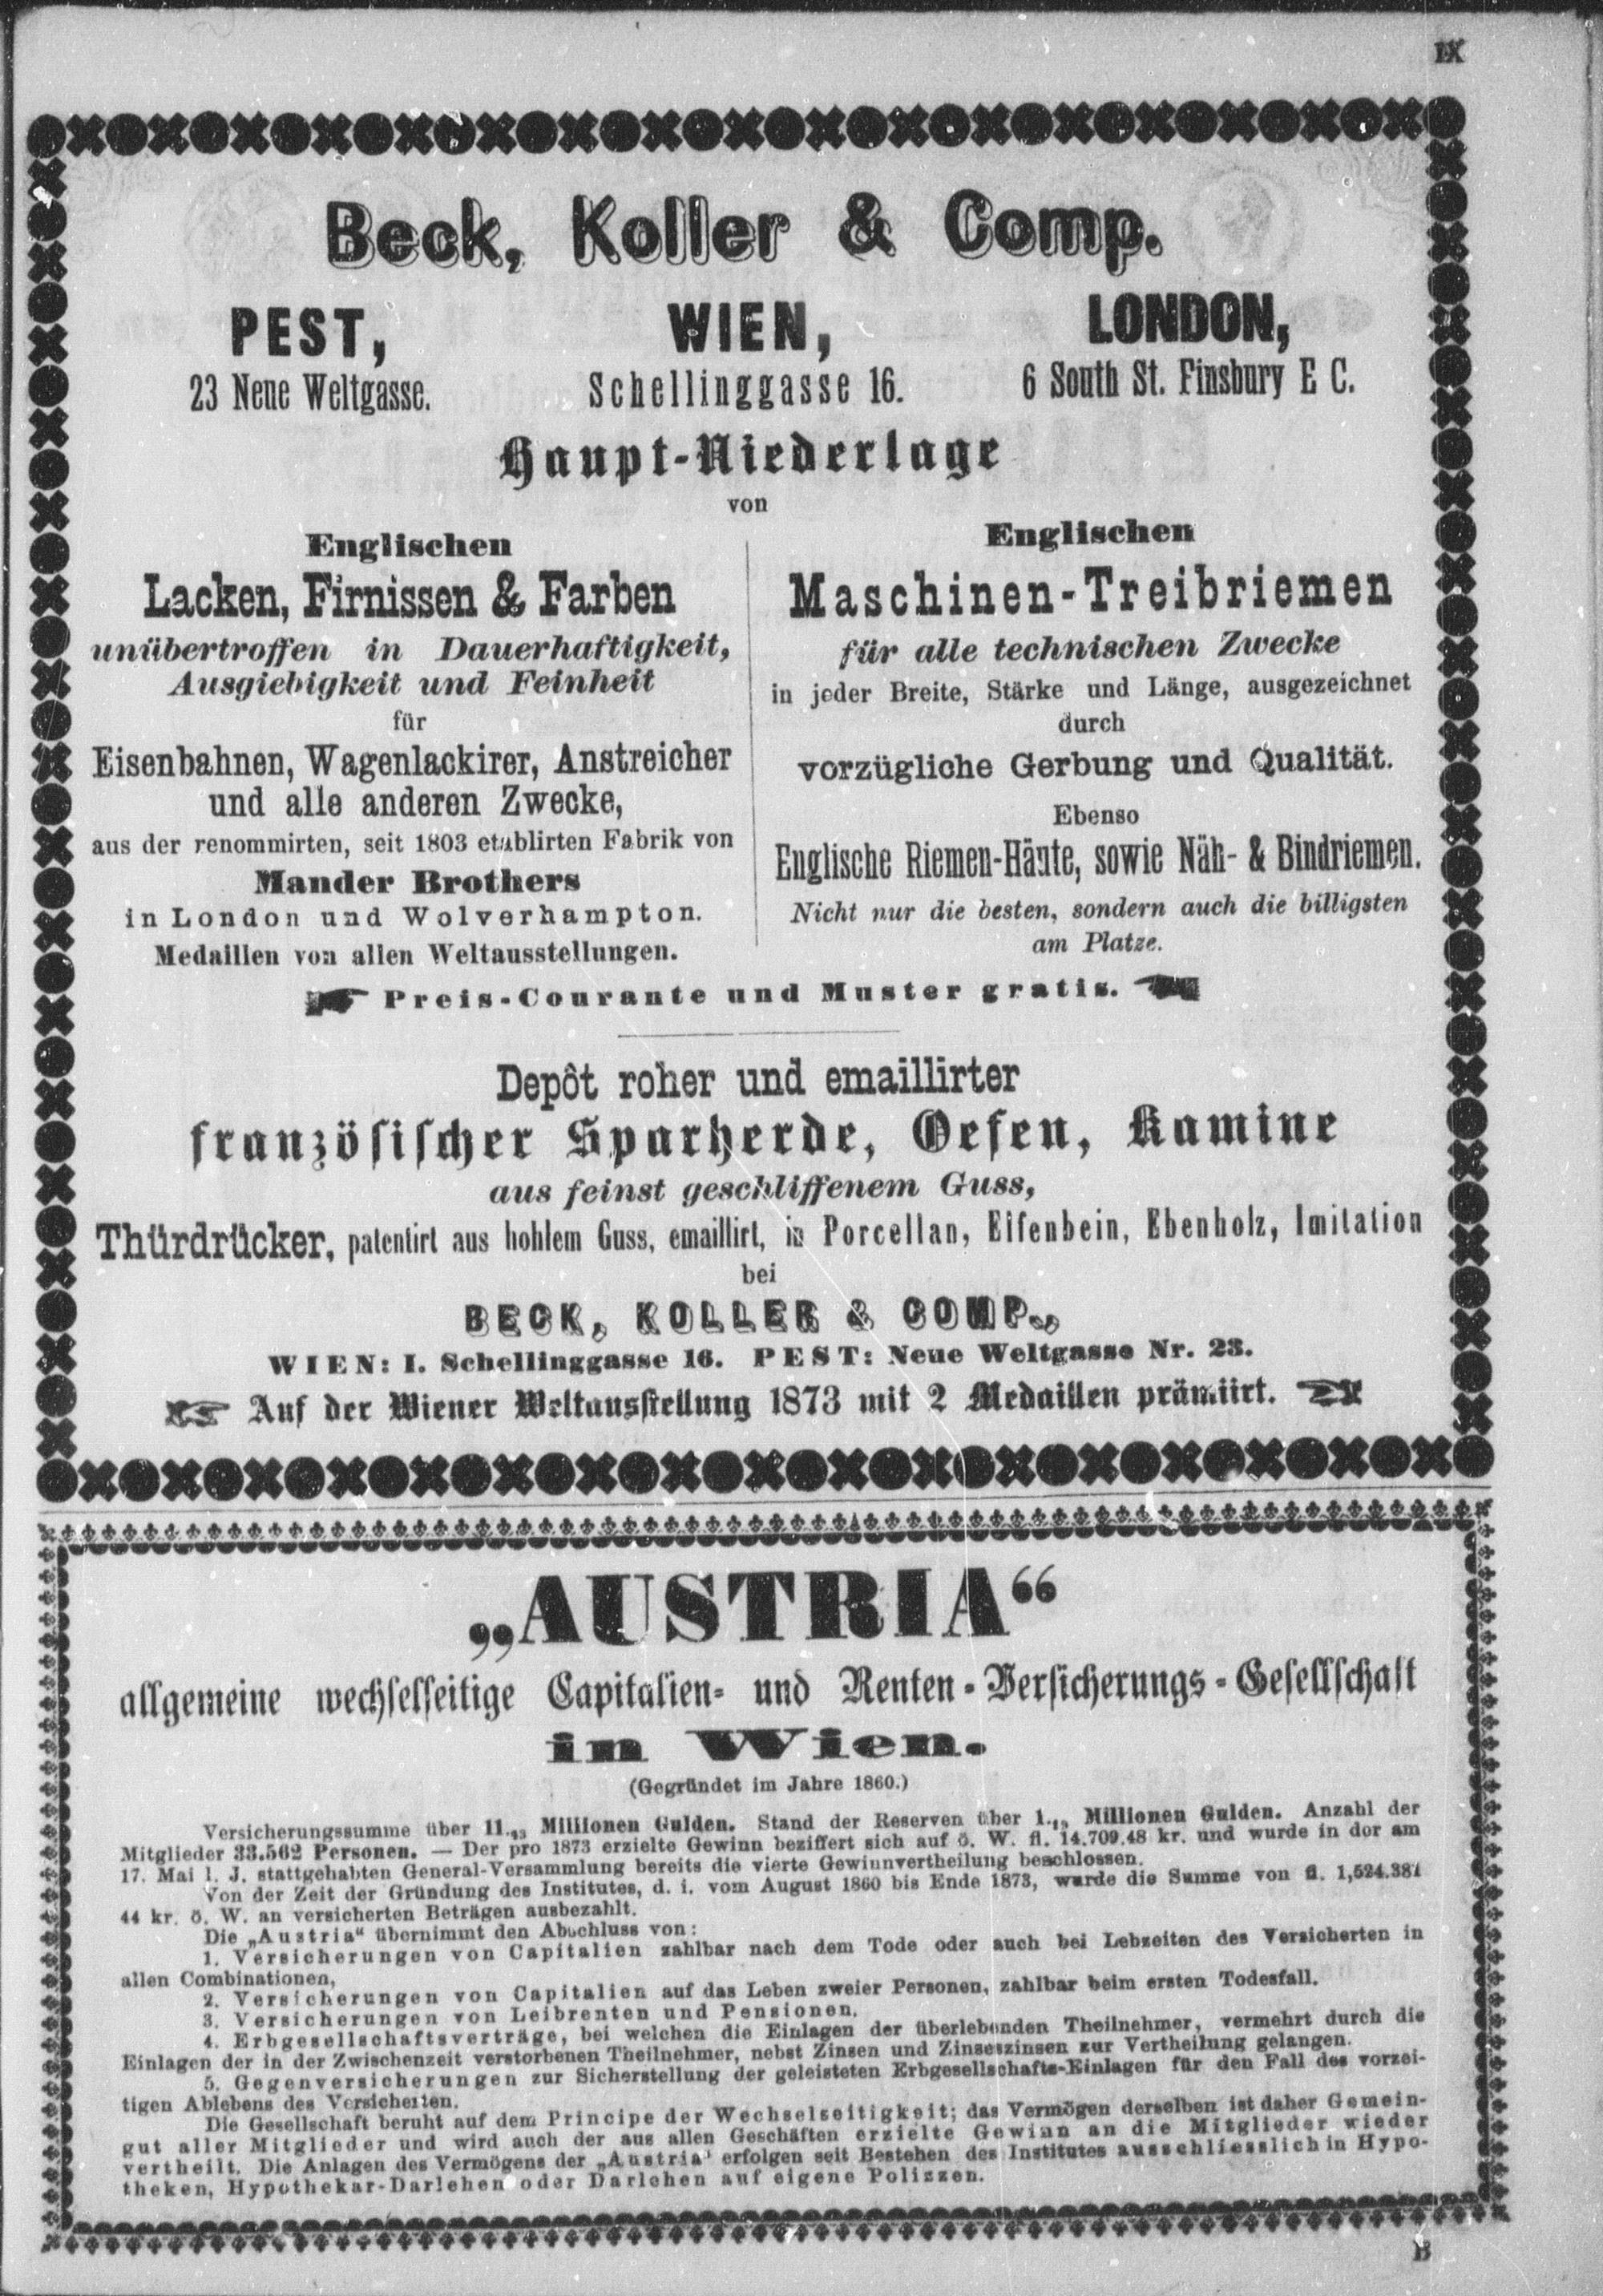 IX
Beck, Koller & Comp.
PEST, WIEN, LONDON,
23 Neue Weltgasse. Schellinggasse 16. 6 South St. Finsbury E C.
Haupt-Niederlage
von
Englischen
Lacken, Firnissen & Farben
unübertroffen in Dauerhaftigkeit,
Ausgiebigkeit und Feinheit
für
Eisenbahnen, Wagenlackirer, Anstreicher
und alle anderen Zwecke,
aus der renommirten, seit 1803 etablirten Fabrik von
Mander Brothers
in London und Wolverhampton.
Medaillen von allen Weltausstellungen.
Englischen
Maschinen-Treibriemen
für alle technischen Zwecke
in jeder Breite, Stärke und Länge, ausgezeichnet
durch
vorzügliche Gerbung und Qualität.
Ebenso
Englische Riemen-Häute, sowie Näh- & Bindriemen.
Nicht nur die besten, sondern auch die billigsten
am Platze.
Preis-Courante und Muster gratis.
Depôt roher und emaillirter
französischer Sparherde, Oefen, Kamine
aus feinst geschliffenem Guss,
Thürdrücker, patentirt aus hohlem Guss, emaillirt, in Porcellan, Elfenbein, Ebenholz, Imitation
bei
BECK, KOLLER & COMP.,
WIEN: I. Schellinggasse 16. PEST: Neue Weltgasse Nr. 23.
Auf der Wiener Weltausstellung 1873 mit 2 Medaillen prämiirt.
„AUSTRIA“
allgemeine wechselseitige Capitalien- und Renten-Versicherungs-Gesellschaft
in Wien.
(Gegründet im Jahre 1860.)
Versicherungssumme über Millionen Gulden. Stand der Reserven über Millionen Gulden. Anzahl der
Mitglieder 33.562 Personen. — Der pro 1873 erzielte Gewinn beziffert sich auf ö. W. fl. 14.709.48 kr. und wurde in der am
17. Mai l. J. stattgehabten General-Versammlung bereits die vierte Gewinnvertheilung beschlossen.
Von der Zeit der Gründung des Institutes, d. i. vom August 1860 bis Ende 1873, wurde die Summe von fl. 1,524.381
44 kr. ö. W. an versicherten Beträgen ausbezahlt.
Die „Austria“ übernimmt den Abschluss von:
1. Versicherungen von Capitalien zahlbar nach dem Tode oder auch bei Lebzeiten des Versicherten in
allen Combinationen,
2. Versicherungen von Capitalien auf das Leben zweier Personen, zahlbar beim ersten Todesfall.
3. Versicherungen von Leibrenten und Pensionen.
4. Erbgesellschaftsverträge, bei welchen die Einlagen der überlebenden Theilnehmer, vermehrt durch die
Einlagen der in der Zwischenzeit verstorbenen Theilnehmer, nebst Zinsen und Zinseszinsen zur Vertheilung gelangen.
5. Gegenversicherungen zur Sicherstellung der geleisteten Erbgesellschafts-Einlagen für den Fall des vorzei-
tigen Ablebens des Versicherten.
Die Gesellschaft beruht auf dem Principe der Wechselseitigkeit; das Vermögen derselben ist daher Gemein-
gut aller Mitglieder und wird auch der aus allen Geschäften erzielte Gewinn an die Mitglieder wieder
vertheilt. Die Anlagen des Vermögens der „Austria“ erfolgen seit Bestehen des Institutes ausschliesslich in Hypo-
theken, Hypothekar-Darlehen oder Darlehen auf eigene Polizzen.
B